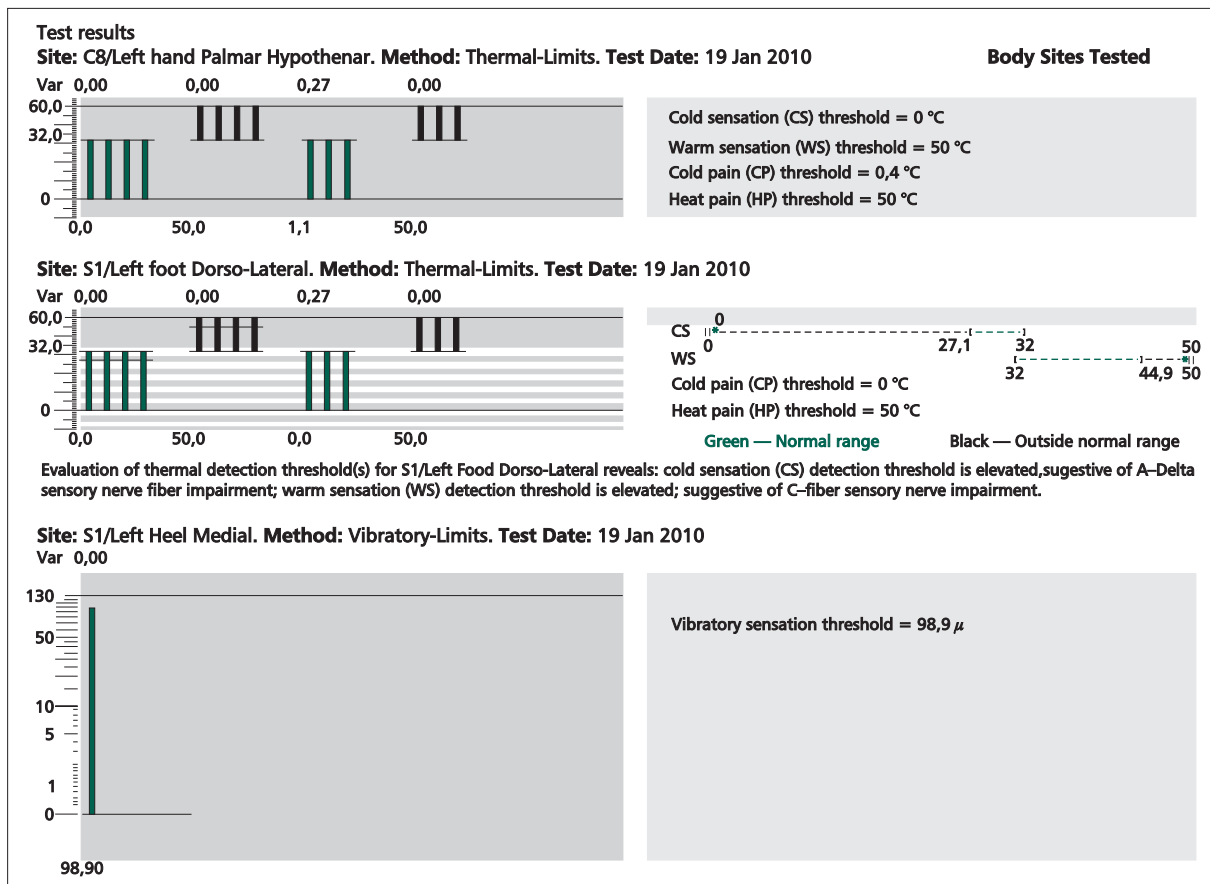 Test results
Site: C8/Left hand Palmar Hypothenar. Method: Thermal-Limits. Test Date: 19 Jan 2010
Body Sites Tested
Var 0,00 0,00 0,27 0,00
60,0
32,0
0
0,0 50,0 1,1 50,0
Cold sensation (CS) threshold = 0 °C
Warm sensation (WS) threshold = 50 °C
Cold pain (CP) threshold = 0,4 °C
Heat pain (HP) threshold = 50 °C
Site: S1/Left foot Dorso-Lateral. Method: Thermal-Limits. Test Date: 19 Jan 2010
Var 0,00 0,00 0,27 0,00
60,0
32,0
0
0,0 50,0 0,0 50,0
0
CS
0 27,1 32 50
WS
32 44,9 50
Cold pain (CP) threshold = 0 °C
Heat pain (HP) threshold = 50 °C
Green — Normal range Black — Outside normal range
Evaluation of thermal detection threshold(s) for S1/Left Food Dorso-Lateral reveals: cold sensation (CS) detection threshold is elevated,sugestive of A–Delta
sensory nerve fiber impairment; warm sensation (WS) detection threshold is elevated; suggestive of C–fiber sensory nerve impairment.
Site: S1/Left Heel Medial. Method: Vibratory-Limits. Test Date: 19 Jan 2010
Var 0,00
130
50
10
5
1
0
98,90
Vibratory sensation threshold = 98,9 μ